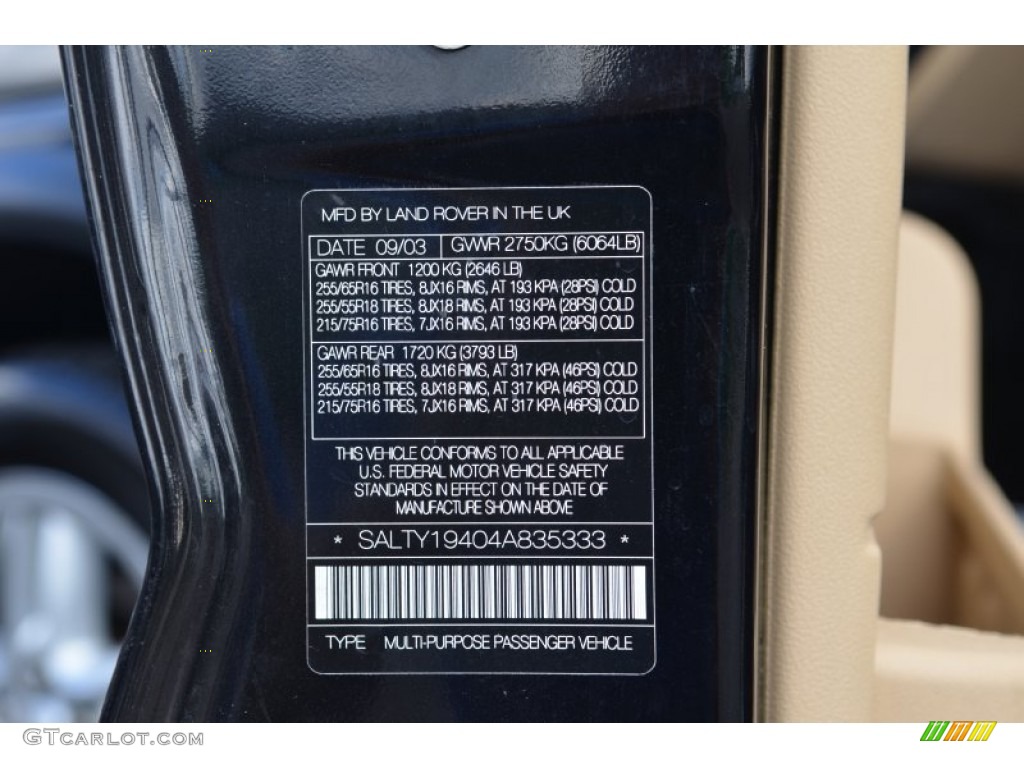 MFD BY LAND ROVER IN THE UK
DATE 09/03 GVWR 2750KG (6064LB)
GAWR FRONT 1200 KG (2646 LB)
255/65R16 TIRES, 8JX16 RIMS, AT 193 KPA (28PSI) COLD
255/55R18 TIRES, 8JX18 RIMS, AT 193 KPA (28PSI) COLD
215/75R16 TIRES, 7JX16 RIMS, AT 193 KPA (28PSI) COLD
GAWR REAR 1720 KG (3793 LB)
255/65R16 TIRES, 8JX16 RIMS, AT 317 KPA (46PSI) COLD
255/55R18 TIRES, 8JX18 RIMS, AT 317 KPA (46PSI) COLD
215/75R16 TIRES, 7JX16 RIMS, AT 317 KPA (46PSI) COLD
THIS VEHICLE CONFORMS TO ALL APPLICABLE
U.S. FEDERAL MOTOR VEHICLE SAFETY
STANDARDS IN EFFECT ON THE DATE OF
MANUFACTURE SHOWN ABOVE
* SALTY19404A835333 *
TYPE MULTI-PURPOSE PASSENGER VEHICLE
GTCARLOT.COM